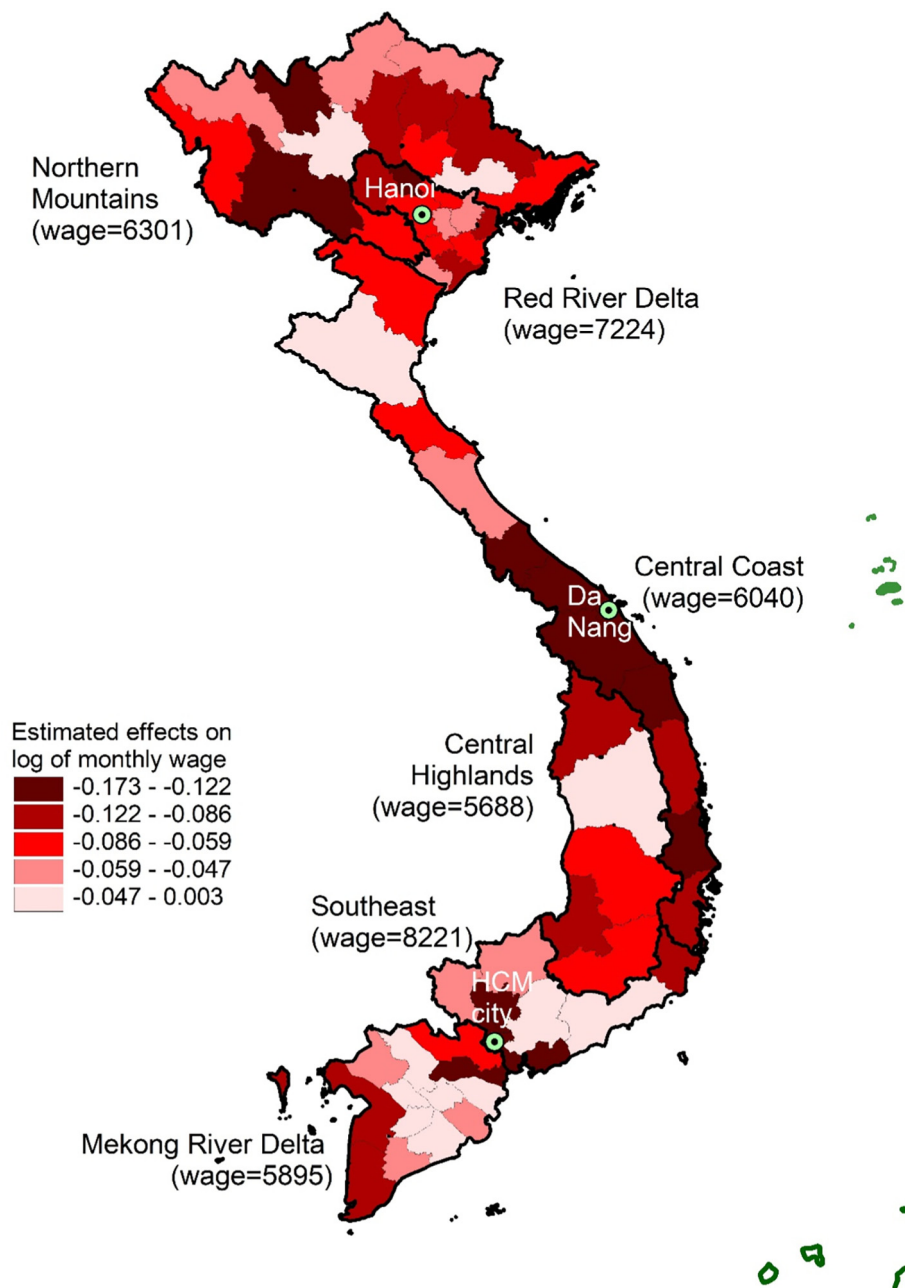 Northern
Mountains
(wage=6301)
Hanoi
Red River Delta
(wage=7224)
Central Coast
(wage=6040)
Da
Nang
Estimated effects on
log of monthly wage
-0.173 - -0.122
-0.122 - -0.086
-0.086 - -0.059
-0.059 - -0.047
-0.047 - 0.003
Central
Highlands
(wage=5688)
Southeast
(wage=8221)
HCM
city
Mekong River Delta
(wage=5895)